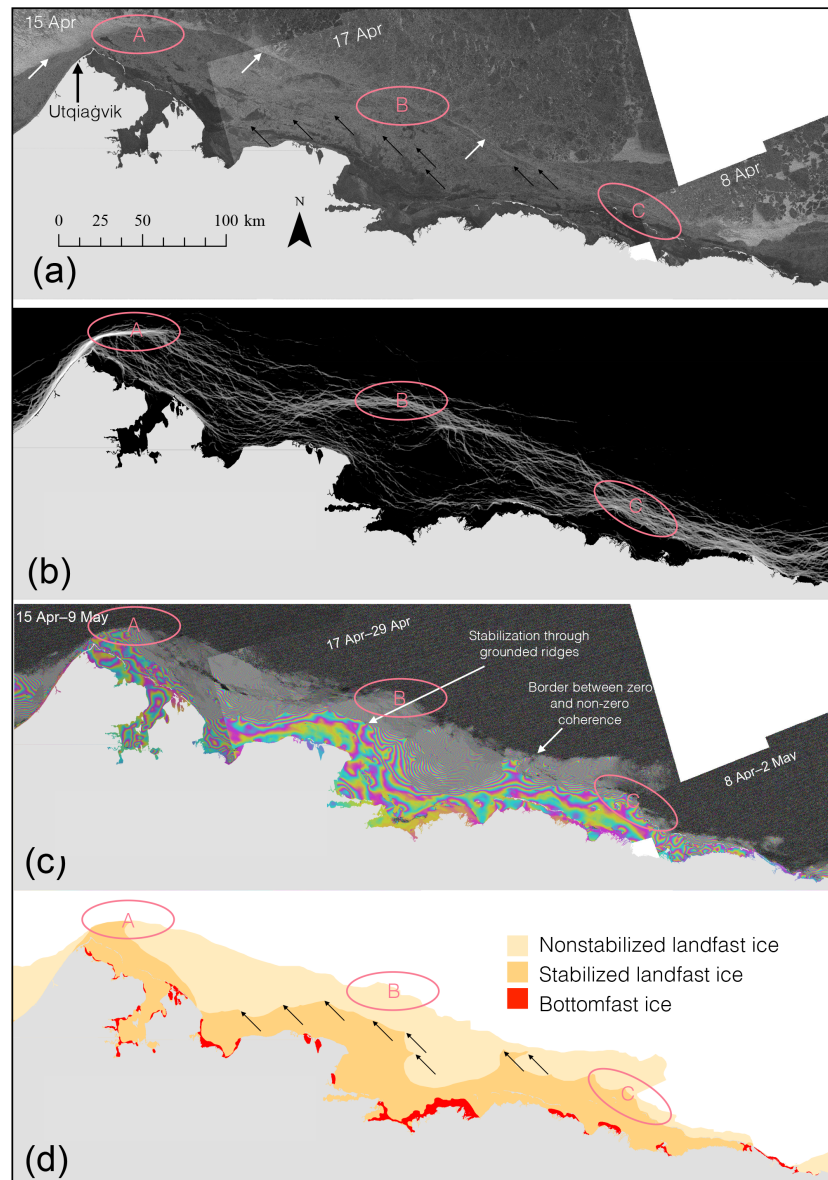 15 Apr
A
17 Apr
Utqiaġvik
B
8 Apr
C
0 25 50 100 km
N
(a)
A
B
C
(b)
15 Apr–9 May
A
17 Apr–29 Apr
Stabilization through
grounded ridges
B
Border between zero
and non-zero
coherence
8 Apr–2 May
C
(c)
A
B
C
Nonstabilized landfast ice
Stabilized landfast ice
Bottomfast ice
(d)